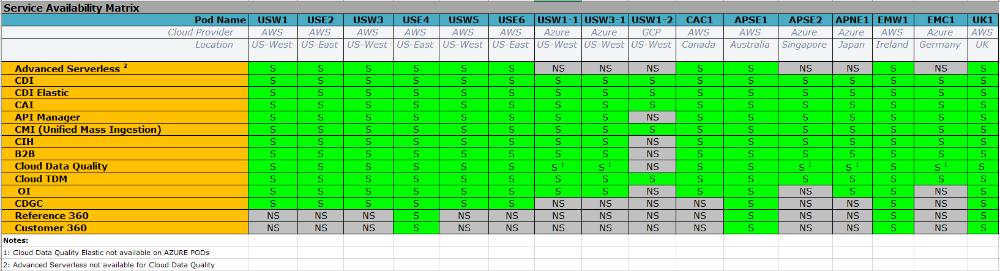 Service Availability Matrix
Pod Name USW1 USE2 USW3 USE4 USW5 USE6 USW1-1 USW3-1 USW1-2 CAC1 APSE1 APSE2 APNE1 EMW1 EMC1 UK1
Cloud Provider AWS AWS AWS AWS AWS AWS Azure Azure GCP AWS AWS Azure Azure AWS Azure AWS
Location US-West US-East US-West US-East US-West US-East US-West US-West US-West Canada Australia Singapore Japan Ireland Germany UK
Advanced Serverless 2 S S S S S S NS NS NS S S NS NS S NS S
CDI S S S S S S S S S S S S S S S S
CDI Elastic S S S S S S S S S S S S S S S S
CAI S S S S S S S S S S S S S S S S
API Manager S S S S S S S S NS S S S S S S S
CMI (Unified Mass Ingestion) S S S S S S S S S S S S S S S S
CIH S S S S S S S S NS S S S S S S S
B2B S S S S S S S S NS S S S S S S S
Cloud Data Quality S S S S S S S 1 S 1 NS S S S 1 S 1 S S 1 S
Cloud TDM S S S S S S S S S S S S S S S S
OI S S S S S S S S NS S S NS S S NS S
CDGC S S S S S S NS NS NS NS S NS NS S NS S
Reference 360 NS NS NS S NS NS NS NS NS NS S NS NS S NS S
Customer 360 NS NS NS S NS NS NS NS NS NS S NS NS S NS S
Notes:
1: Cloud Data Quality Elastic not available on AZURE PODs
2: Advanced Serverless not available for Cloud Data Quality